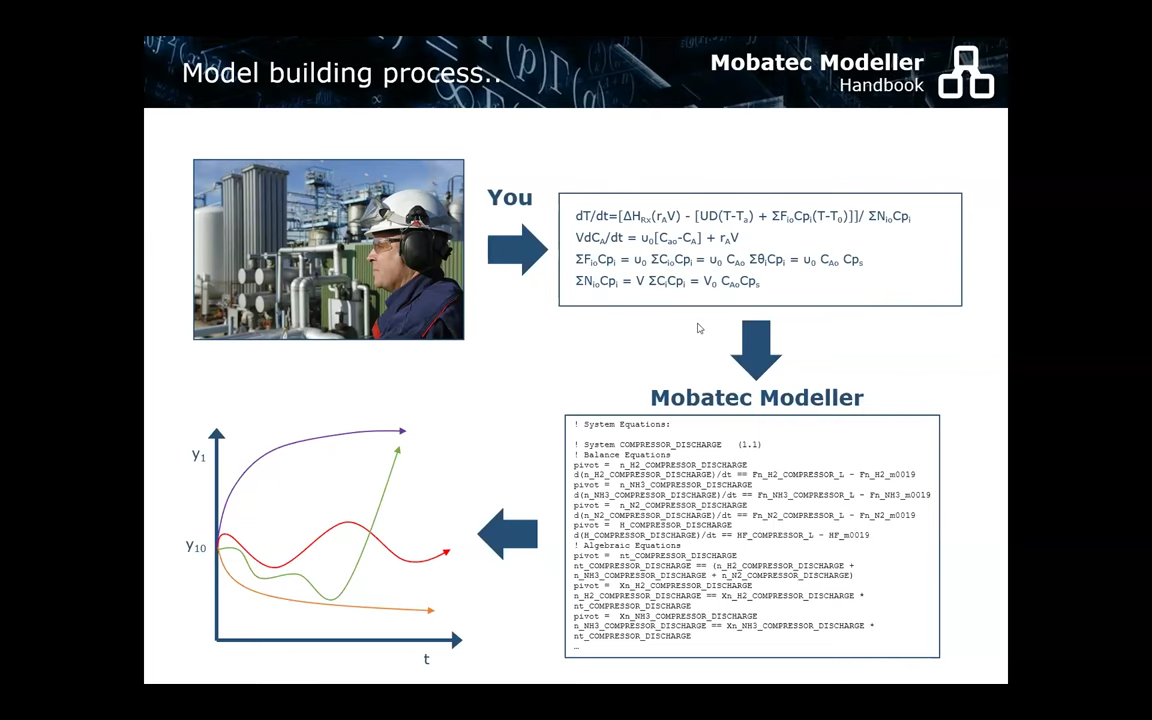 Model building process..
Mobatec Modeller
Handbook
You
dT/dt=[ΔH_Rx(r_AV) - [UD(T-T_a) + ΣF_ioCp_i(T-T_0)]]/ ΣN_ioCp_i
VdC_A/dt = υ_0[C_ao-C_A] + r_AV
ΣF_ioCp_i = υ_0 ΣC_ioCp_i = υ_0 C_Ao Σθ_iCp_i = υ_0 C_Ao Cp_s
ΣN_ioCp_i = V ΣC_iCp_i = V_0 C_AoCp_s
Mobatec Modeller
! System Equations:
! System COMPRESSOR_DISCHARGE (1.1)
! Balance Equations
pivot = n_H2_COMPRESSOR_DISCHARGE
d(n_H2_COMPRESSOR_DISCHARGE)/dt == Fn_H2_COMPRESSOR_L - Fn_H2_m0019
pivot = n_NH3_COMPRESSOR_DISCHARGE
d(n_NH3_COMPRESSOR_DISCHARGE)/dt == Fn_NH3_COMPRESSOR_L - Fn_NH3_m0019
pivot = n_N2_COMPRESSOR_DISCHARGE
d(n_N2_COMPRESSOR_DISCHARGE)/dt == Fn_N2_COMPRESSOR_L - Fn_N2_m0019
pivot = H_COMPRESSOR_DISCHARGE
d(H_COMPRESSOR_DISCHARGE)/dt == HF_COMPRESSOR_L - HF_m0019
! Algebraic Equations
pivot = nt_COMPRESSOR_DISCHARGE
nt_COMPRESSOR_DISCHARGE == (n_H2_COMPRESSOR_DISCHARGE +
n_NH3_COMPRESSOR_DISCHARGE + n_N2_COMPRESSOR_DISCHARGE)
pivot = Xn_H2_COMPRESSOR_DISCHARGE
n_H2_COMPRESSOR_DISCHARGE == Xn_H2_COMPRESSOR_DISCHARGE *
nt_COMPRESSOR_DISCHARGE
pivot = Xn_NH3_COMPRESSOR_DISCHARGE
n_NH3_COMPRESSOR_DISCHARGE == Xn_NH3_COMPRESSOR_DISCHARGE *
nt_COMPRESSOR_DISCHARGE
…
y_1
y_10
t